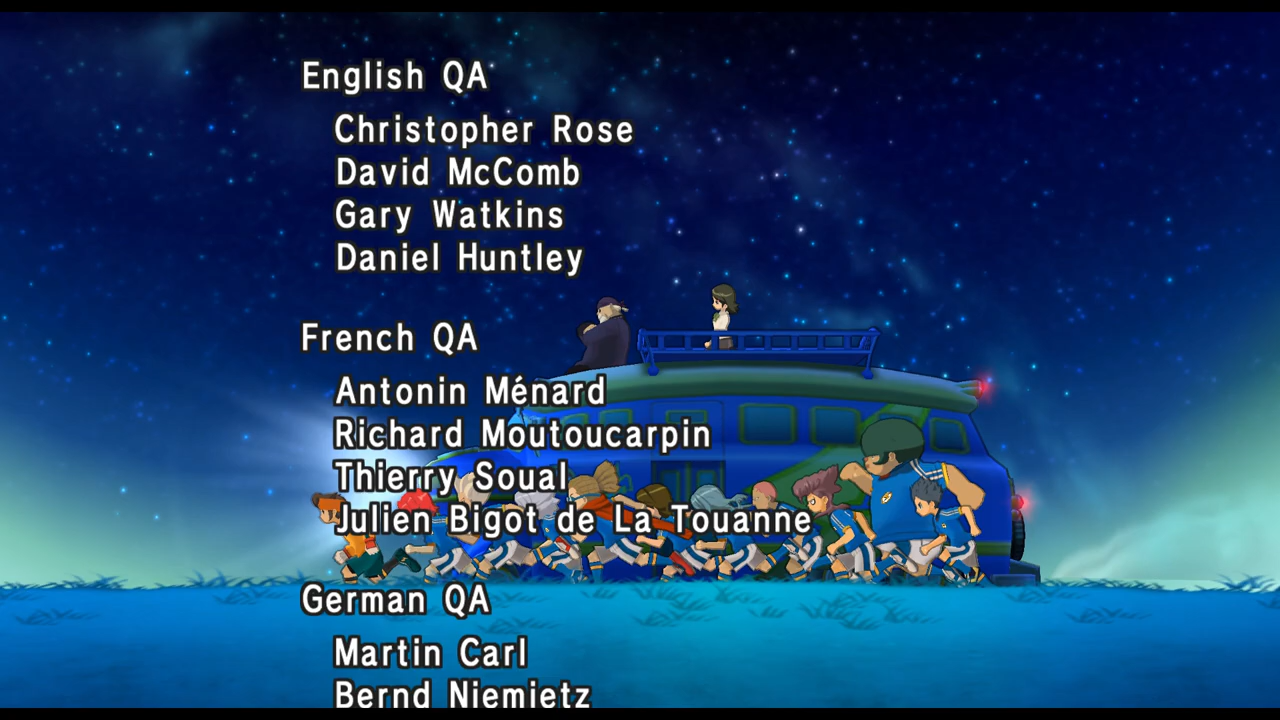 English QA
Christopher Rose
David McComb
Gary Watkins
Daniel Huntley
French QA
Antonin Ménard
Richard Moutoucarpin
Thierry Soual
Julien Bigot de La Touanne
German QA
Martin Carl
Bernd Niemietz